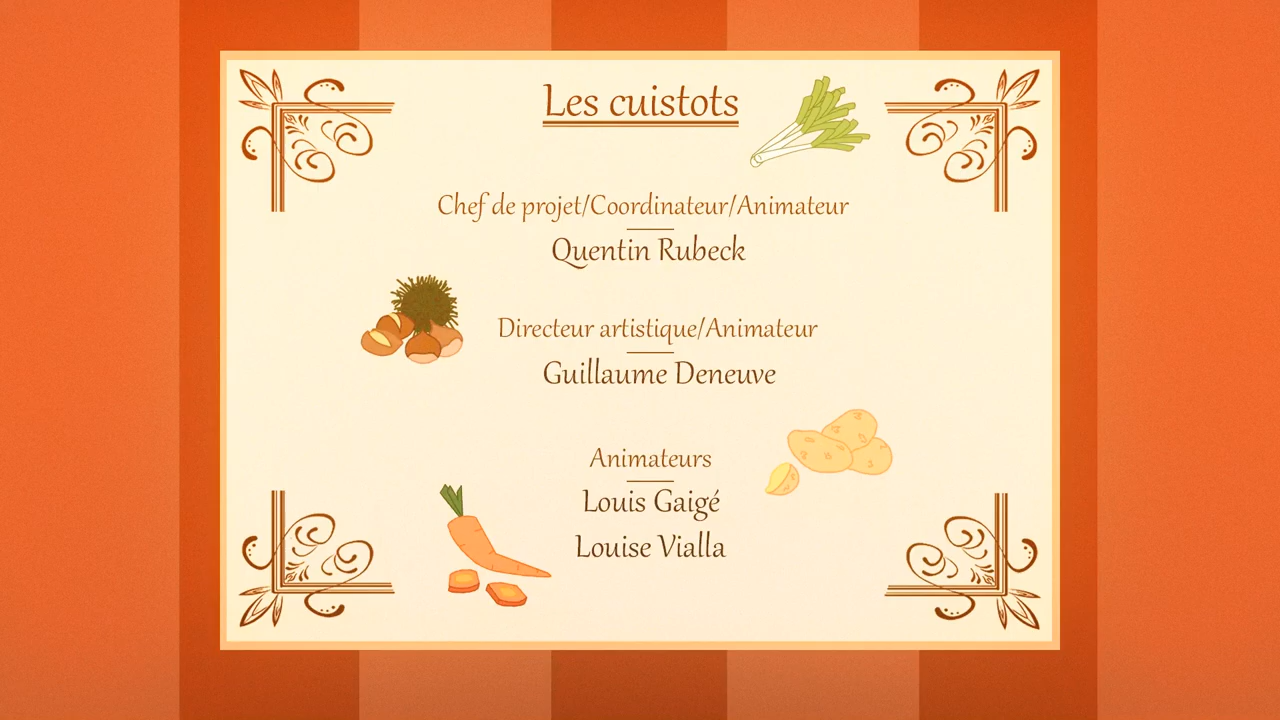 Les cuistots
Chef de projet/Coordinateur/Animateur
Quentin Rubeck
Directeur artistique/Animateur
Guillaume Deneuve
Animateurs
Louis Gaigé
Louise Vialla